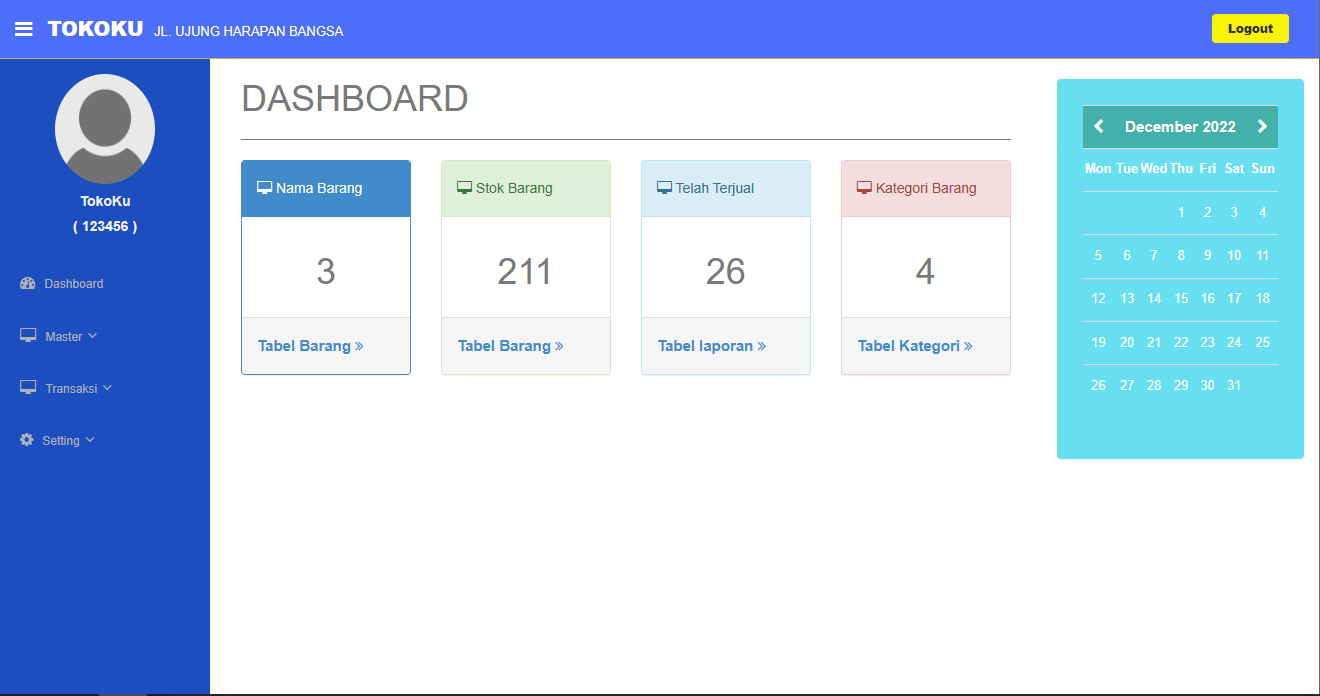 TOKOKU JL. UJUNG HARAPAN BANGSA
Logout
TokoKu
( 123456 )
Dashboard
Master
Transaksi
Setting
DASHBOARD
Nama Barang
3
Tabel Barang »
Stok Barang
211
Tabel Barang »
Telah Terjual
26
Tabel laporan »
Kategori Barang
4
Tabel Kategori »
December 2022
Mon Tue Wed Thu Fri Sat Sun
1 2 3 4
5 6 7 8 9 10 11
12 13 14 15 16 17 18
19 20 21 22 23 24 25
26 27 28 29 30 31